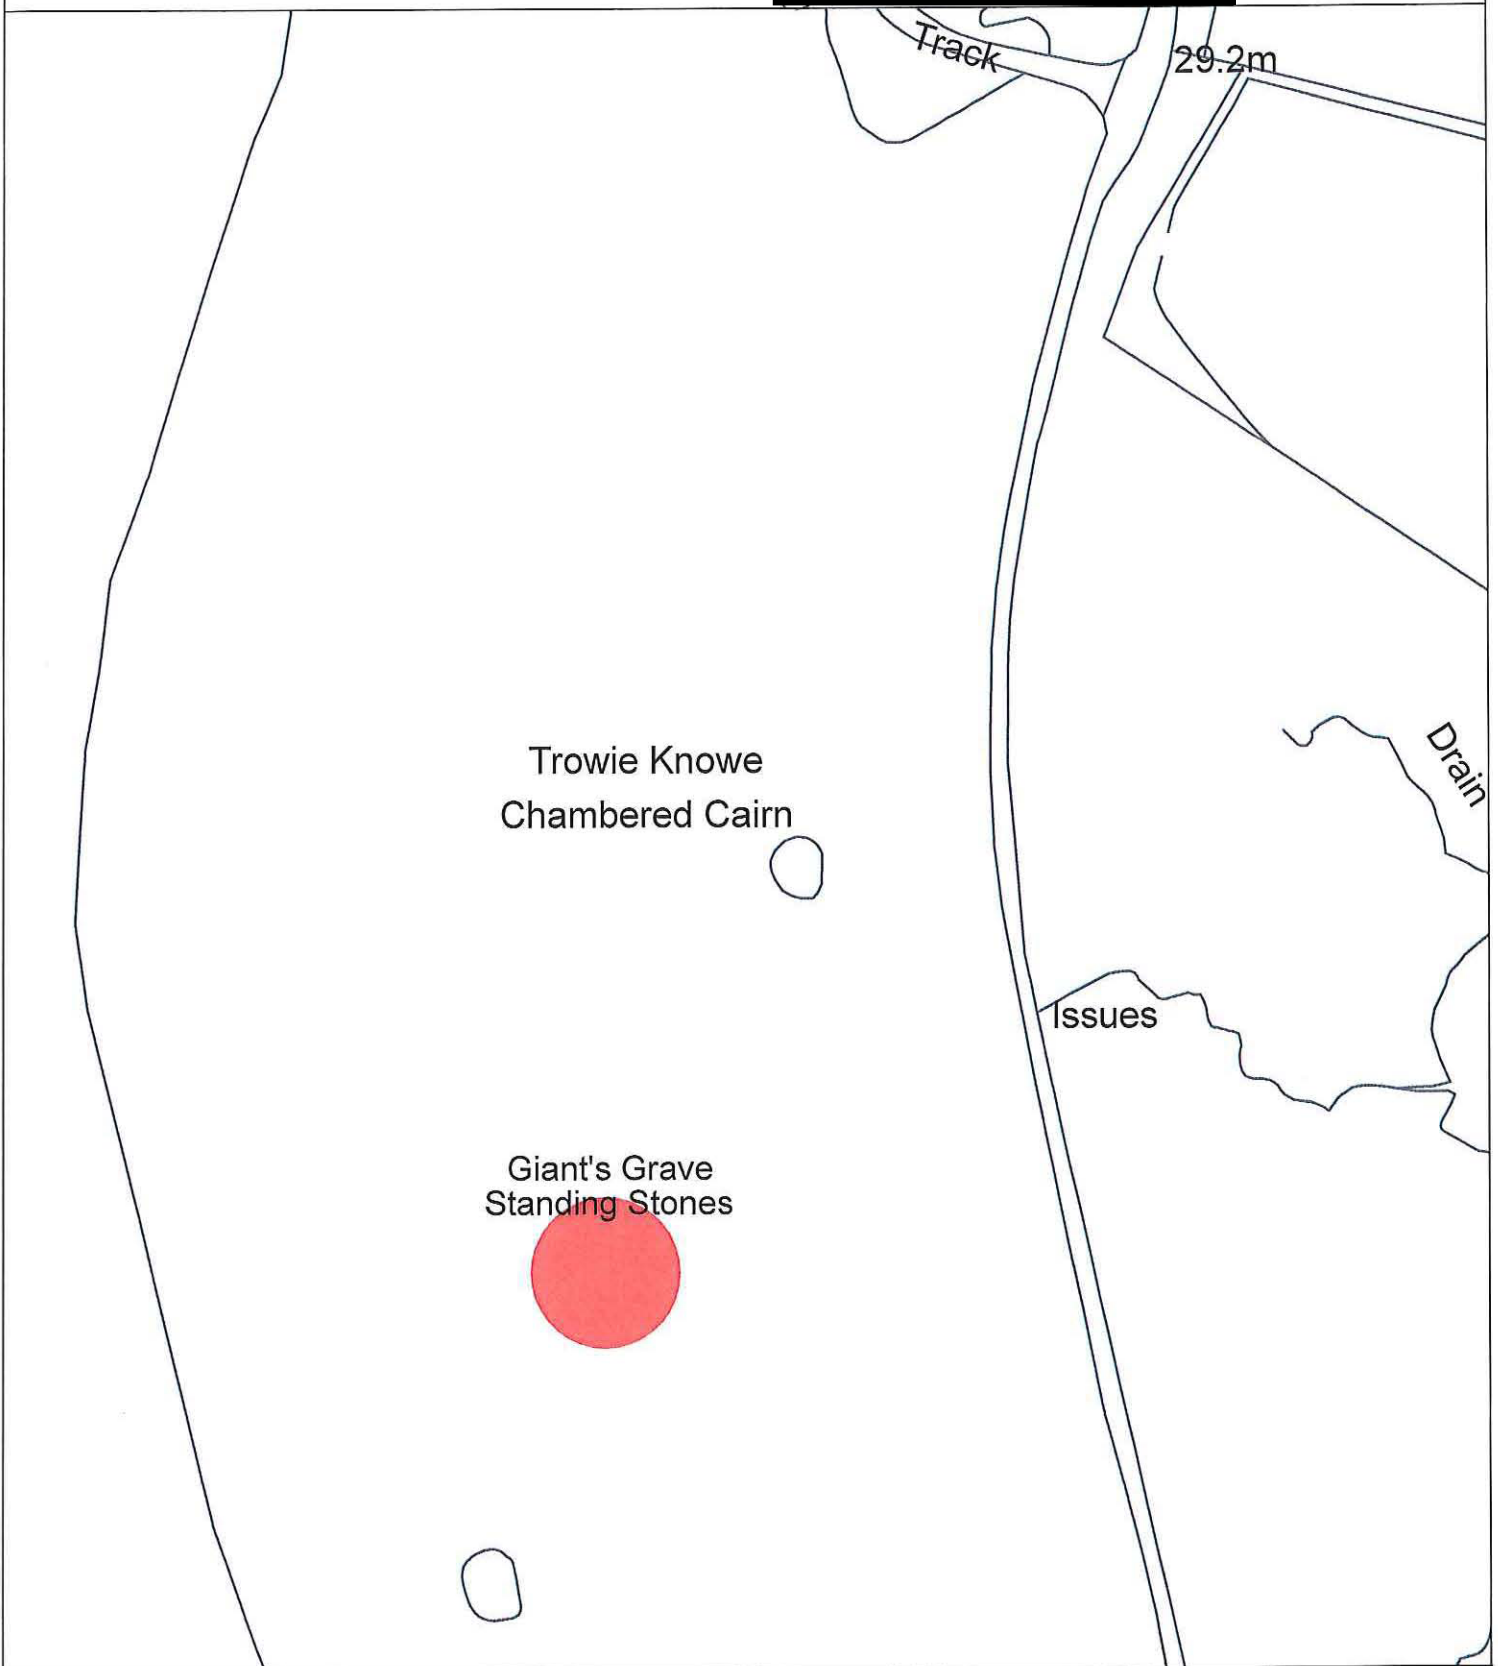 Track
29.2m
Trowie Knowe
Chambered Cairn
Drain
Issues
Giant's Grave
Standing Stones